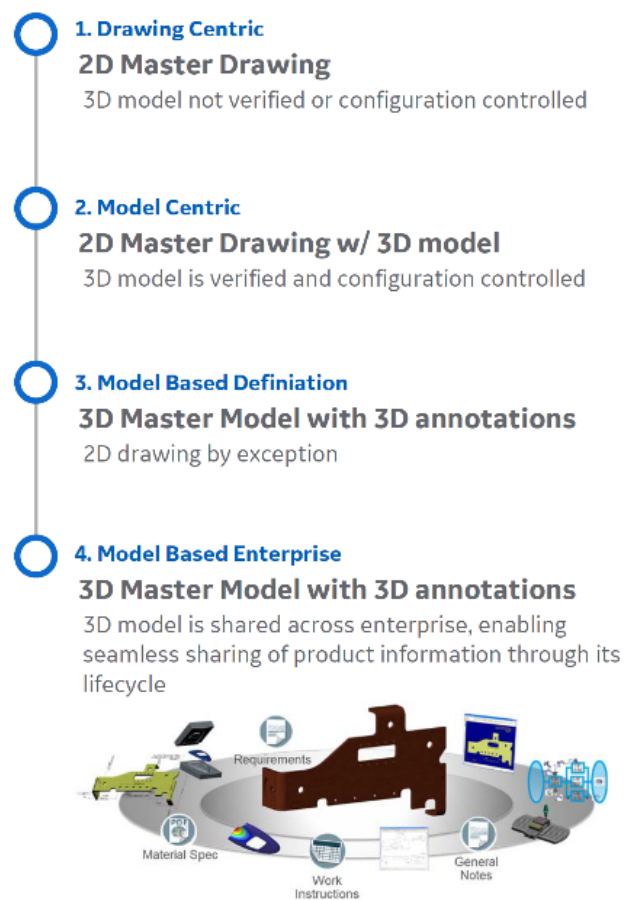 1. Drawing Centric
2D Master Drawing
3D model not verified or configuration controlled
2. Model Centric
2D Master Drawing w/ 3D model
3D model is verified and configuration controlled
3. Model Based Definiation
3D Master Model with 3D annotations
2D drawing by exception
4. Model Based Enterprise
3D Master Model with 3D annotations
3D model is shared across enterprise, enabling
seamless sharing of product information through its
lifecycle
Requirements
PDF
Material Spec
Work
Instructions
General
Notes